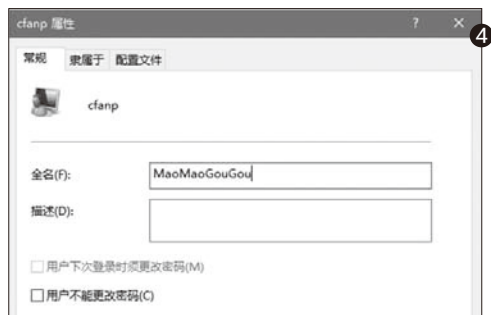 cfanp 属性 ? ×
4
常规 隶属于 配置文件
cfanp
全名(F): MaoMaoGouGou
描述(D):
用户下次登录时须更改密码(M)
用户不能更改密码(C)